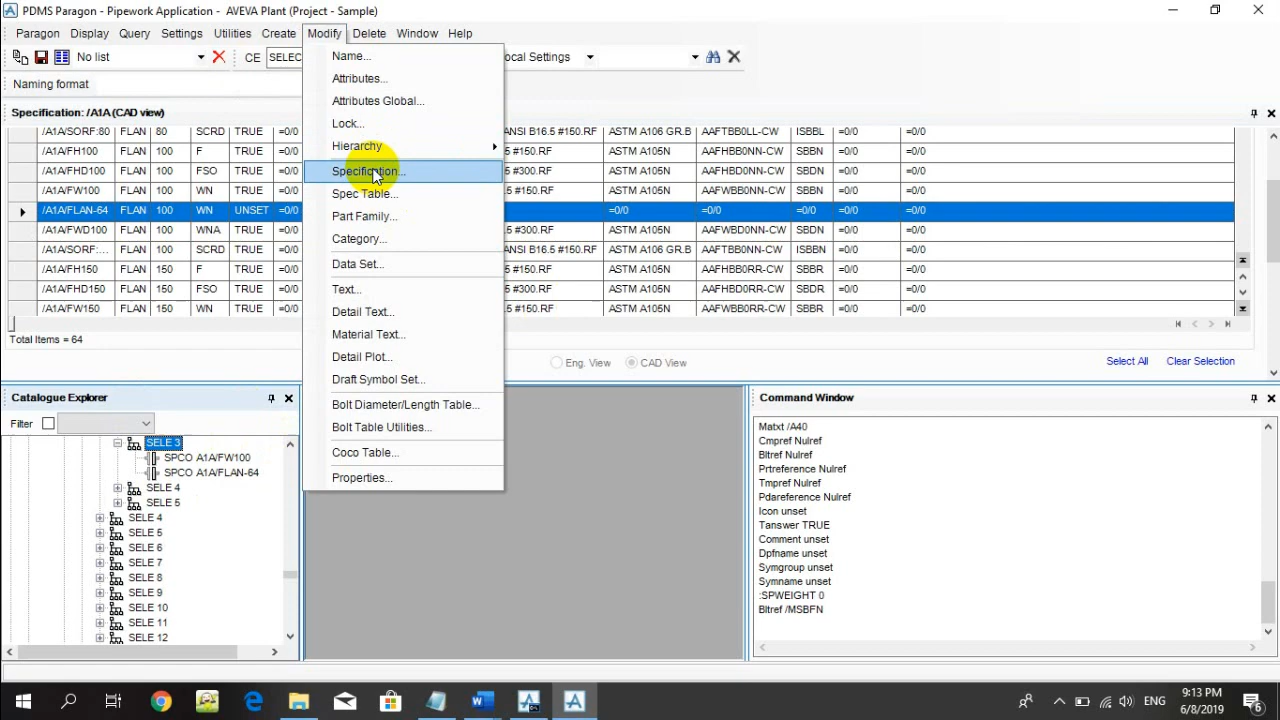 PDMS Paragon - Pipework Application - AVEVA Plant (Project - Sample)
Paragon Display Query Settings Utilities Create Modify Delete Window Help
No list CE SELEC ocal Settings
Naming format
Name...
Attributes...
Attributes Global...
Lock...
Hierarchy
Specification...
Spec Table...
Part Family...
Category...
Data Set...
Text...
Detail Text...
Material Text...
Detail Plot...
Draft Symbol Set...
Bolt Diameter/Length Table...
Bolt Table Utilities...
Coco Table...
Properties...
Specification: /A1A (CAD view)
/A1A/SORF:80 FLAN 80 SCRD TRUE =0/0 NSI B16.5 #150.RF ASTM A106 GR.B AAFTBB0LL-CW ISBBL =0/0 =0/0
/A1A/FH100 FLAN 100 F TRUE =0/0 .5 #150.RF ASTM A105N AAFHBB0NN-CW SBBN =0/0 =0/0
/A1A/FHD100 FLAN 100 FSO TRUE =0/0 .5 #300.RF ASTM A105N AAFHBD0NN-CW SBBN =0/0 =0/0
/A1A/FW100 FLAN 100 WN TRUE =0/0 .5 #150.RF ASTM A105N AAFWBB0NN-CW SBBN =0/0 =0/0
/A1A/FLAN-64 FLAN 100 WN UNSET =0/0 =0/0 =0/0 =0/0 =0/0
/A1A/FWD100 FLAN 100 WNA TRUE =0/0 .5 #300.RF ASTM A105N AAFWBD0NN-CW SBBN =0/0 =0/0
/A1A/SORF:... FLAN 100 SCRD TRUE =0/0 NSI B16.5 #150.RF ASTM A106 GR.B AAFTBB0NN-CW ISBBN =0/0 =0/0
/A1A/FH150 FLAN 150 F TRUE =0/0 .5 #150.RF ASTM A105N AAFHBB0RR-CW SBBR =0/0 =0/0
/A1A/FHD150 FLAN 150 FSO TRUE =0/0 .5 #300.RF ASTM A105N AAFHBD0RR-CW SBBR =0/0 =0/0
/A1A/FW150 FLAN 150 WN TRUE =0/0 .5 #150.RF ASTM A105N AAFWBB0RR-CW SBBR =0/0 =0/0
Total Items = 64
Eng. View CAD View Select All Clear Selection
Catalogue Explorer
Filter
SELE 3
SPCO A1A/FW100
SPCO A1A/FLAN-64
SELE 4
SELE 5
SELE 4
SELE 5
SELE 6
SELE 7
SELE 8
SELE 9
SELE 10
SELE 11
SELE 12
Command Window
Matxt /A40
Cmpref Nulref
Bltref Nulref
Prtreference Nulref
Tmpref Nulref
Pdareference Nulref
Icon unset
Tanswer TRUE
Comment unset
Dpfname unset
Symgroup unset
Symname unset
:SPWEIGHT 0
Bltref /MSBFN
ENG
9:13 PM
6/8/2019
6